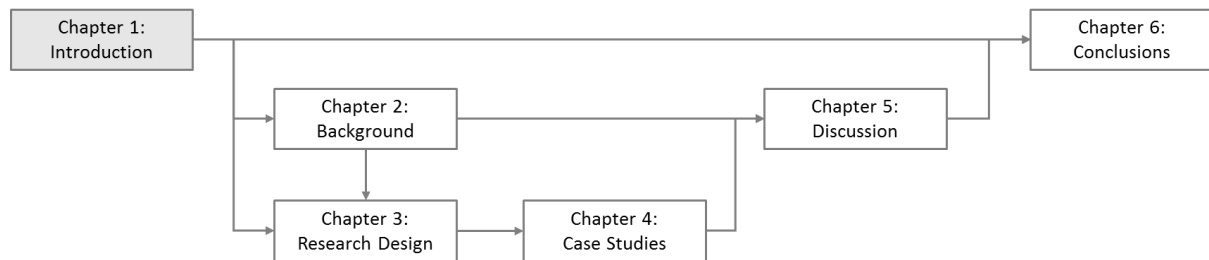 Chapter 1:
Introduction
Chapter 6:
Conclusions
Chapter 2:
Background
Chapter 5:
Discussion
Chapter 3:
Research Design
Chapter 4:
Case Studies